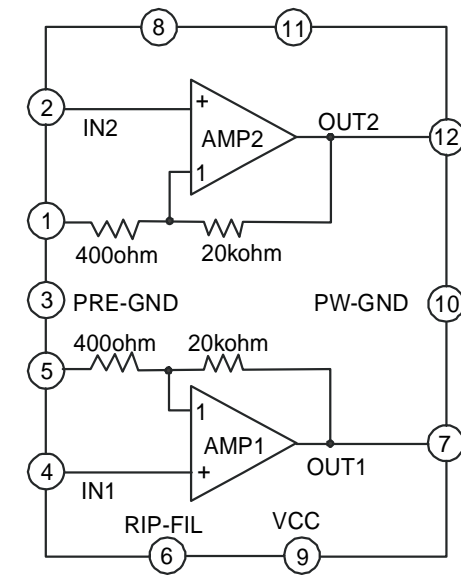 8 11
2 + 
IN2 AMP2 OUT2 12
1
1
400ohm 20kohm
3 PRE-GND PW-GND 10
400ohm 20kohm
5
1
AMP1 7
4 + OUT1
IN1
RIP-FIL VCC
6 9